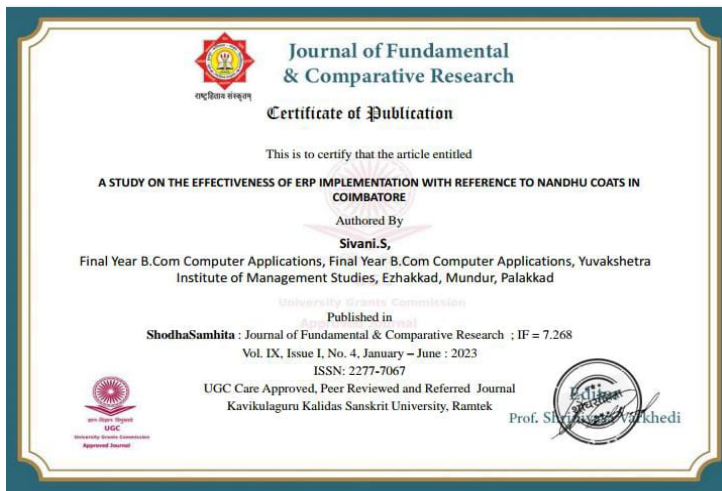 Journal of Fundamental
& Comparative Research
राष्ट्रहिताय संस्कृतम्
Certificate of Publication
This is to certify that the article entitled
A STUDY ON THE EFFECTIVENESS OF ERP IMPLEMENTATION WITH REFERENCE TO NANDHU COATS IN
COIMBATORE
Authored By
Sivani.S,
Final Year B.Com Computer Applications, Final Year B.Com Computer Applications, Yuvakshetra
Institute of Management Studies, Ezhakkad, Mundur, Palakkad
University Grants Commission
Approved Journal
Published in
ShodhaSamhita : Journal of Fundamental & Comparative Research ; IF = 7.268
Vol. IX, Issue I, No. 4, January – June : 2023
ISSN: 2277-7067
UGC Care Approved, Peer Reviewed and Referred Journal
Kavikulaguru Kalidas Sanskrit University, Ramtek
ज्ञान-विज्ञान विमुक्तये
UGC
University Grants Commission
Approved Journal
Editor
Prof.